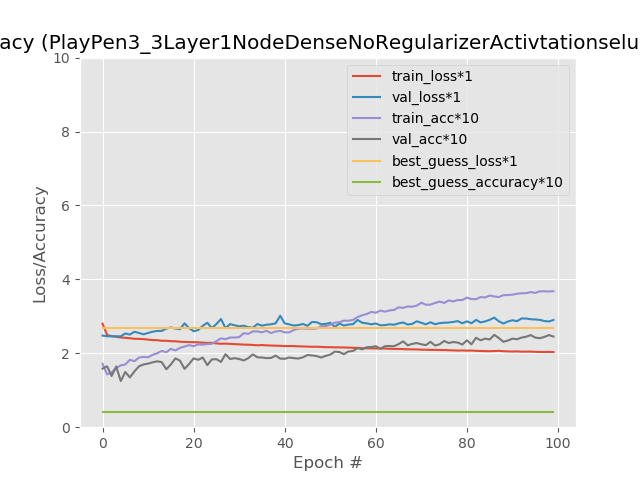 acy (PlayPen3_3Layer1NodeDenseNoRegularizerActivtationselu
10
8
6
4
2
0
Loss/Accuracy
train_loss*1
val_loss*1
train_acc*10
val_acc*10
best_guess_loss*1
best_guess_accuracy*10
0 20 40 60 80 100
Epoch #